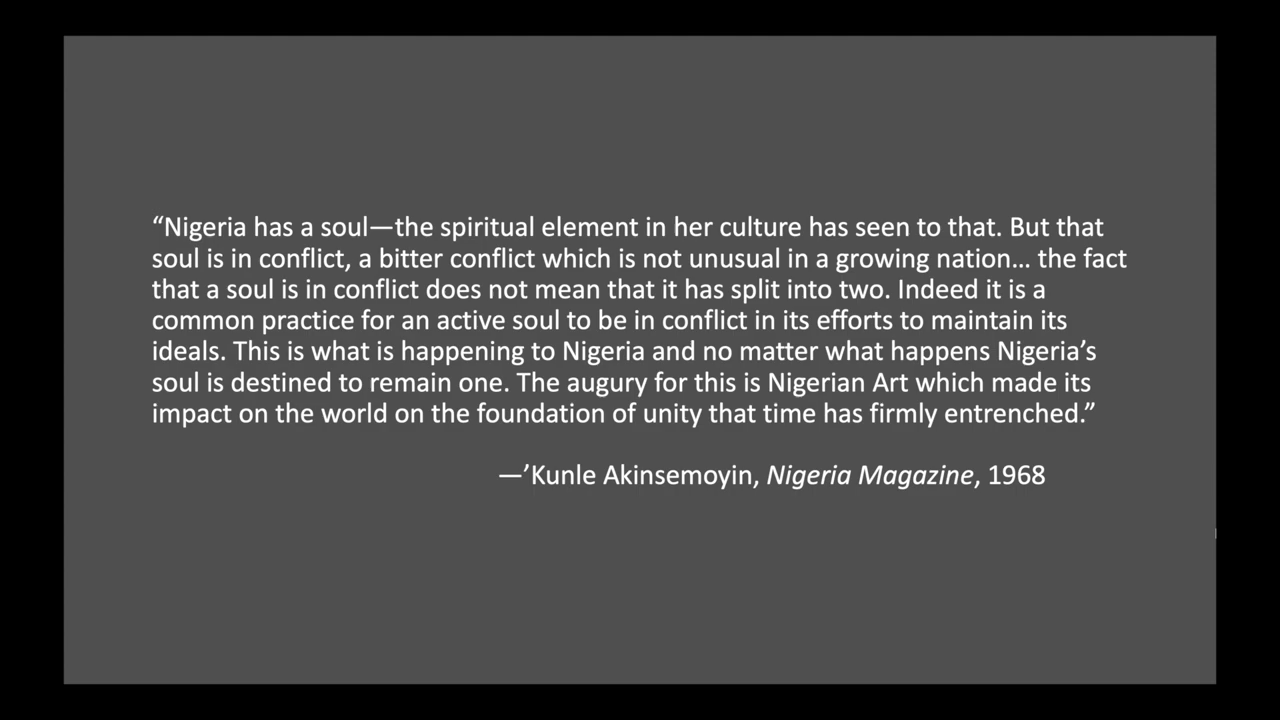 “Nigeria has a soul—the spiritual element in her culture has seen to that. But that
soul is in conflict, a bitter conflict which is not unusual in a growing nation… the fact
that a soul is in conflict does not mean that it has split into two. Indeed it is a
common practice for an active soul to be in conflict in its efforts to maintain its
ideals. This is what is happening to Nigeria and no matter what happens Nigeria’s
soul is destined to remain one. The augury for this is Nigerian Art which made its
impact on the world on the foundation of unity that time has firmly entrenched.”
—’Kunle Akinsemoyin, Nigeria Magazine, 1968